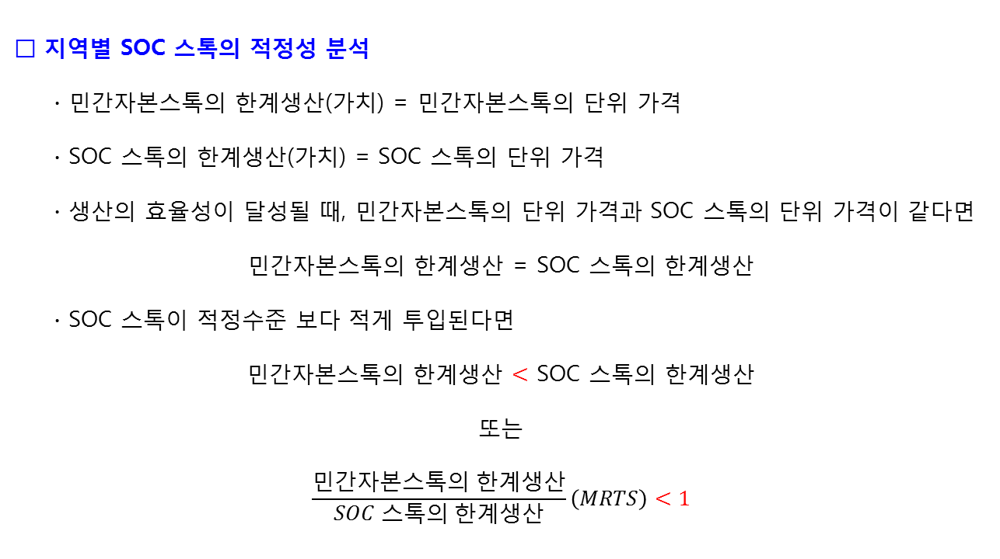 □ 지역별 SOC 스톡의 적정성 분석
· 민간자본스톡의 한계생산(가치) = 민간자본스톡의 단위 가격
· SOC 스톡의 한계생산(가치) = SOC 스톡의 단위 가격
· 생산의 효율성이 달성될 때, 민간자본스톡의 단위 가격과 SOC 스톡의 단위 가격이 같다면
민간자본스톡의 한계생산 = SOC 스톡의 한계생산
· SOC 스톡이 적정수준 보다 적게 투입된다면
민간자본스톡의 한계생산 < SOC 스톡의 한계생산
또는
민간자본스톡의 한계생산
SOC 스톡의 한계생산
(MRTS) < 1